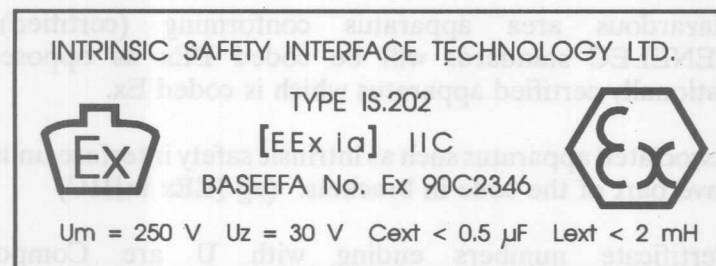 INTRINSIC SAFETY INTERFACE TECHNOLOGY LTD.
TYPE IS.202
Ex
[EEx ia] IIC
εx
BASEEFA No. Ex 90C2346
Um = 250 V Uz = 30 V Cext < 0.5 µF Lext < 2 mH